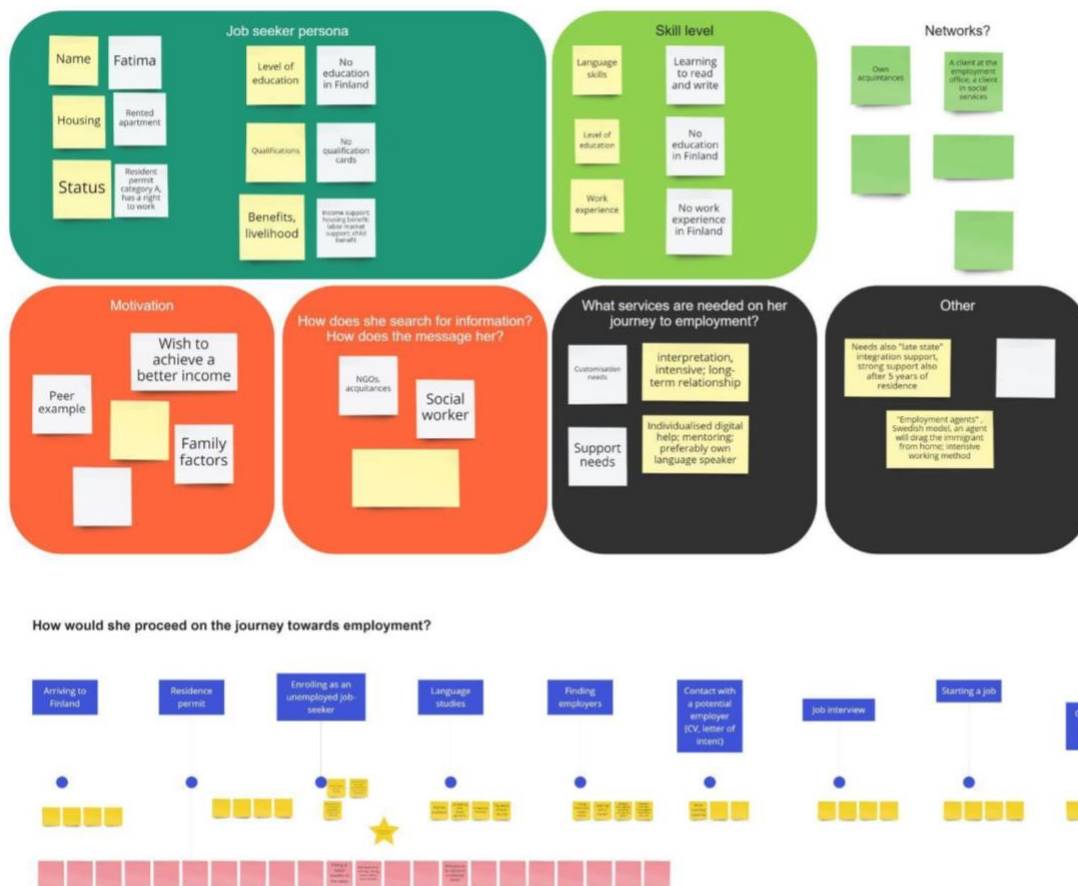 Job seeker persona
Name
Fatima
Housing
Rented
apartment
Status
Resident
permit
category A,
has a right
to work
Level of
education
No
education
in Finland
Qualifications
No
qualification
cards
Benefits,
livelihood
Income support;
housing benefit;
labor market
support; child
benefit
Skill level
Language
skills
Learning
to read
and write
Level of
education
No
education
in Finland
Work
experience
No work
experience
in Finland
Networks?
Own
acquintances
A client at the
employment
office; a client
in social
services
Motivation
Wish to
achieve a
better income
Peer
example
Family
factors
How does she search for information?
How does the message her?
NGOs,
acquitances
Social
worker
What services are needed on her
journey to employment?
Customisation
needs
interpretation,
intensive; long-
term relationship
Support
needs
Individualised digital
help; mentoring;
preferably own
language speaker
Other
Needs also "late state"
integration support,
strong support also
after 5 years of
residence
"Employment agents" ,
Swedish model, an agent
will drag the immigrant
from home; intensive
working method
How would she proceed on the journey towards employment?
Arriving to
Finland
Residence
permit
Enrolling as an
unemployed job-
seeker
Language
studies
Finding
employers
Contact with
a potential
employer
(CV, letter of
intent)
Job interview
Starting a job